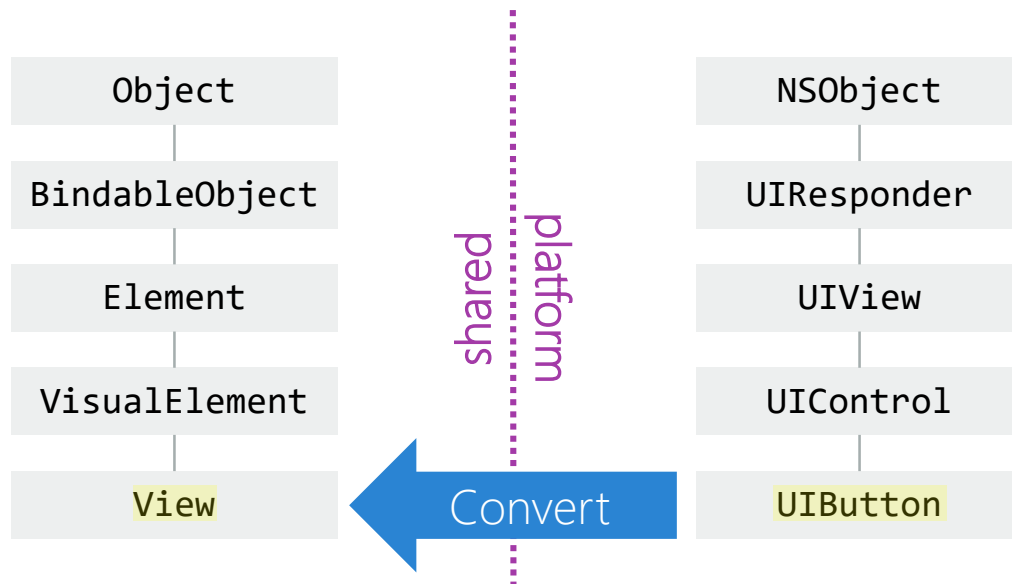 Object
BindableObject
Element
VisualElement
View
shared
platform
Convert
NSObject
UIResponder
UIView
UIControl
UIButton